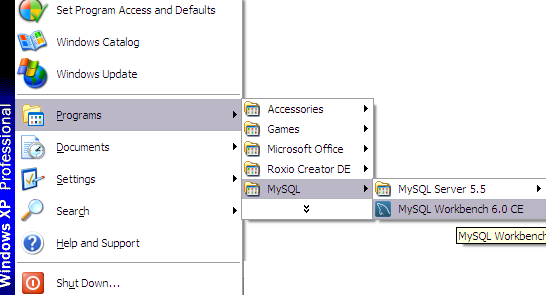 Set Program Access and Defaults
Windows Catalog
Windows Update
Programs
Documents
Settings
Search
Help and Support
Shut Down...
Windows XP Professional
Accessories
Games
Microsoft Office
Roxio Creator DE
MySQL
MySQL Server 5.5
MySQL Workbench 6.0 CE
MySQL Workbench